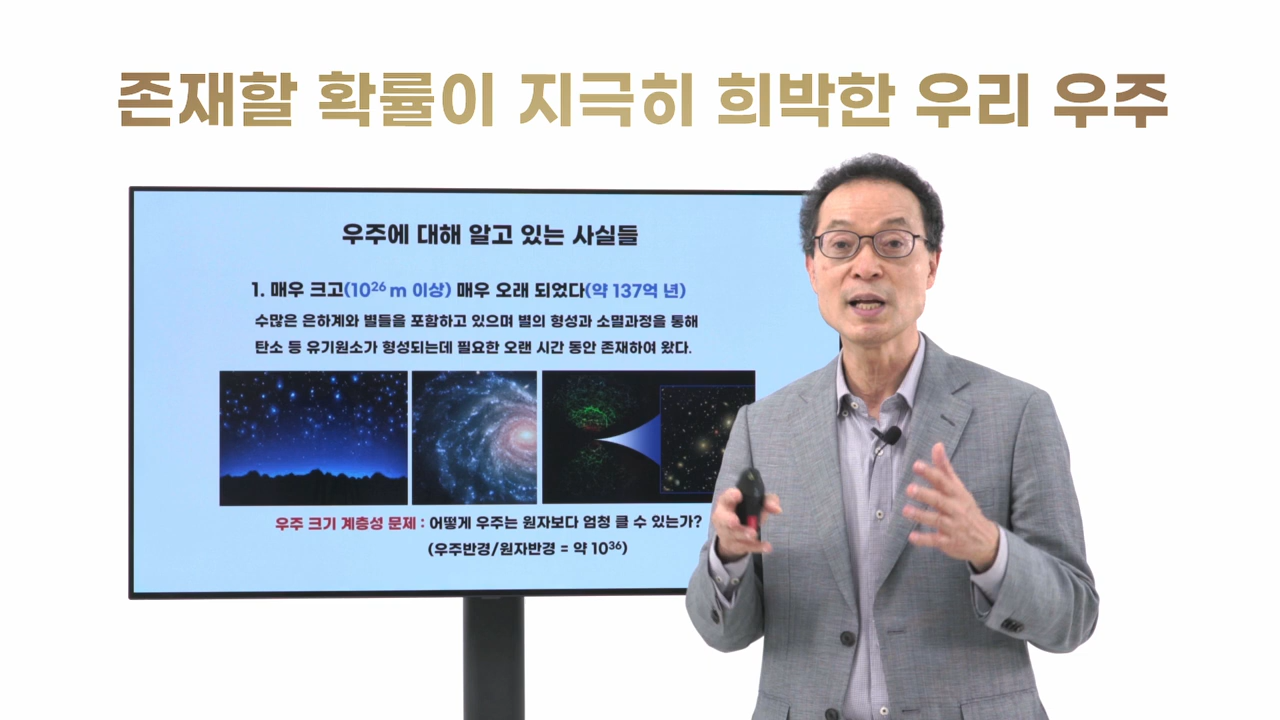 존재할 확률이 지극히 희박한 우리 우주
우주에 대해 알고 있는 사실들
1. 매우 크고(10²⁶ m 이상) 매우 오래 되었다(약 137억 년)
수많은 은하계와 별들을 포함하고 있으며 별의 형성과 소멸과정을 통해
탄소 등 유기원소가 형성되는데 필요한 오랜 시간 동안 존재하여 왔다.
우주 크기 계층성 문제 : 어떻게 우주는 원자보다 엄청 클 수 있는가?
(우주반경/원자반경 = 약 10³⁶)